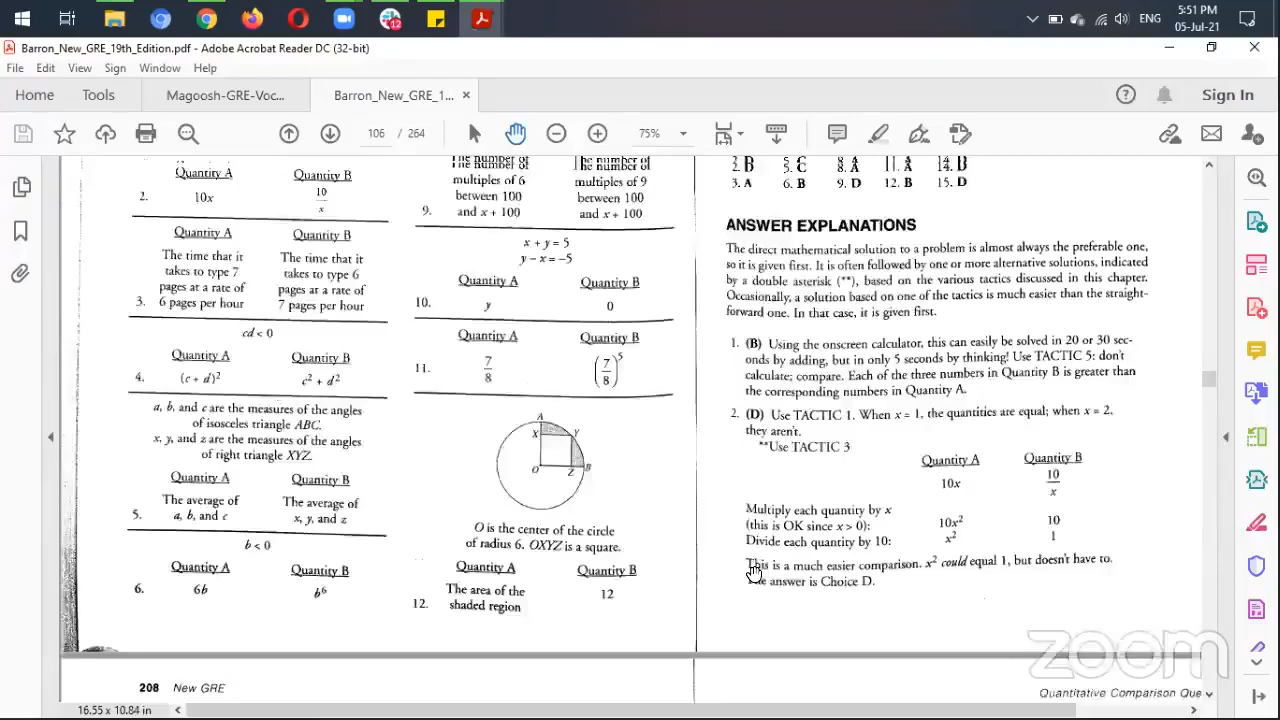 5:51 PM
ENG
05-Jul-21
12
Barron_New_GRE_19th_Edition.pdf - Adobe Acrobat Reader DC (32-bit)
File Edit View Sign Window Help
Home Tools Magoosh-GRE-Voc... Barron_New_GRE_1... × Sign In
106 / 264 75%
Quantity A Quantity B
2. 10x 10/x
Quantity A Quantity B
The time that it The time that it
takes to type 7 takes to type 6
pages at a rate of pages at a rate of
3. 6 pages per hour 7 pages per hour
cd < 0
Quantity A Quantity B
4. (c + d)² c² + d²
a, b, and c are the measures of the angles
of isosceles triangle ABC.
x, y, and z are the measures of the angles
of right triangle XYZ.
Quantity A Quantity B
The average of The average of
5. a, b, and c x, y, and z
b < 0
Quantity A Quantity B
6. 6b b⁶
The number of The number of
multiples of 6 multiples of 9
between 100 between 100
9. and x + 100 and x + 100
x + y = 5
y – x = –5
Quantity A Quantity B
10. y 0
Quantity A Quantity B
11. 7/8 (7/8)⁵
A
X Y
O Z B
O is the center of the circle
of radius 6. OXYZ is a square.
Quantity A Quantity B
The area of the 12
12. shaded region
2. B 5. C 8. A 11. A 14. D
3. A 6. B 9. D 12. B 15. D
ANSWER EXPLANATIONS
The direct mathematical solution to a problem is almost always the preferable one,
so it is given first. It is often followed by one or more alternative solutions, indicated
by a double asterisk (**), based on the various tactics discussed in this chapter.
Occasionally, a solution based on one of the tactics is much easier than the straight-
forward one. In that case, it is given first.
1. (B) Using the onscreen calculator, this can easily be solved in 20 or 30 sec-
onds by adding, but in only 5 seconds by thinking! Use TACTIC 5: don't
calculate; compare. Each of the three numbers in Quantity B is greater than
the corresponding numbers in Quantity A.
2. (D) Use TACTIC 1. When x = 1, the quantities are equal; when x = 2,
they aren't.
**Use TACTIC 3
Quantity A Quantity B
10x 10/x
Multiply each quantity by x
(this is OK since x > 0): 10x² 10
Divide each quantity by 10: x² 1
This is a much easier comparison. x² could equal 1, but doesn't have to.
answer is Choice D.
zoom
208 New GRE
Quantitative Comparison Que
16.55 x 10.84 in